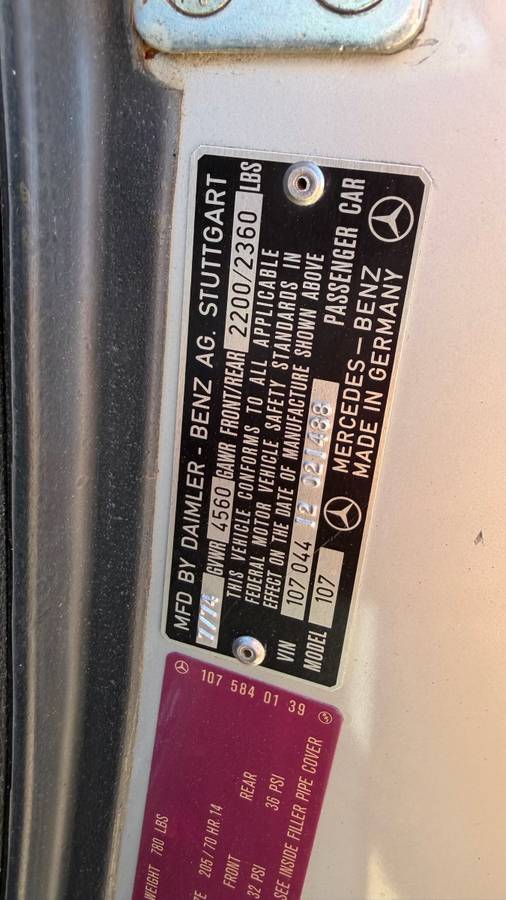 MFD BY DAIMLER - BENZ AG. STUTTGART
7/74 GVWR 4560 GAWR FRONT/REAR 2200/2360 LBS
THIS VEHICLE CONFORMS TO ALL APPLICABLE
FEDERAL MOTOR VEHICLE SAFETY STANDARDS IN
EFFECT ON THE DATE OF MANUFACTURE SHOWN ABOVE
VIN 107 044 12 021488 PASSENGER CAR
MODEL 107 MERCEDES-BENZ
MADE IN GERMANY
107 584 01 39
WEIGHT 780 LBS
205/70 HR.14
FRONT REAR
32 PSI 36 PSI
SEE INSIDE FILLER PIPE COVER